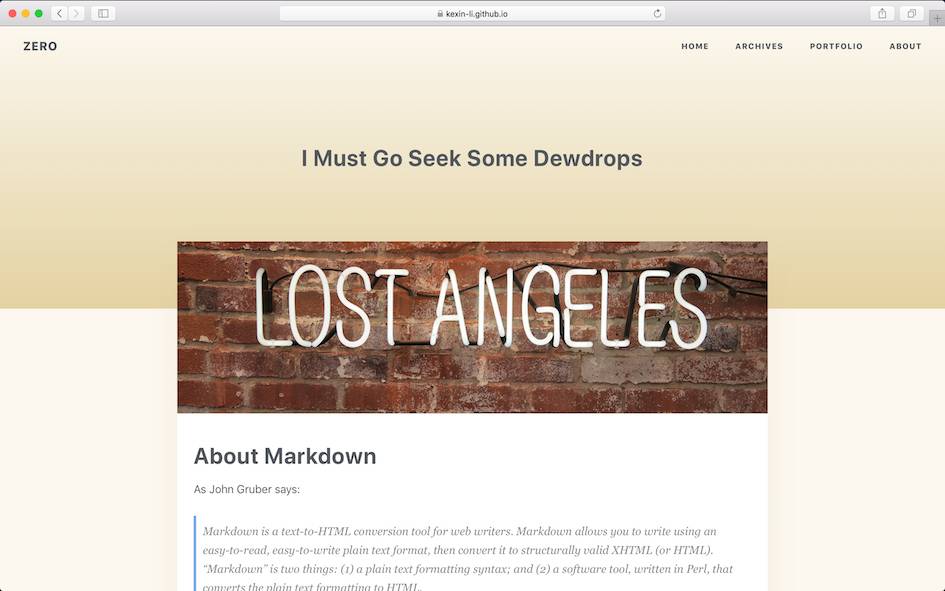 kexin-li.github.io
ZERO
HOME ARCHIVES PORTFOLIO ABOUT
I Must Go Seek Some Dewdrops
LOST ANGELES
About Markdown
As John Gruber says:
Markdown is a text-to-HTML conversion tool for web writers. Markdown allows you to write using an
easy-to-read, easy-to-write plain text format, then convert it to structurally valid XHTML (or HTML).
“Markdown” is two things: (1) a plain text formatting syntax; and (2) a software tool, written in Perl, that
converts the plain text formatting to HTML.